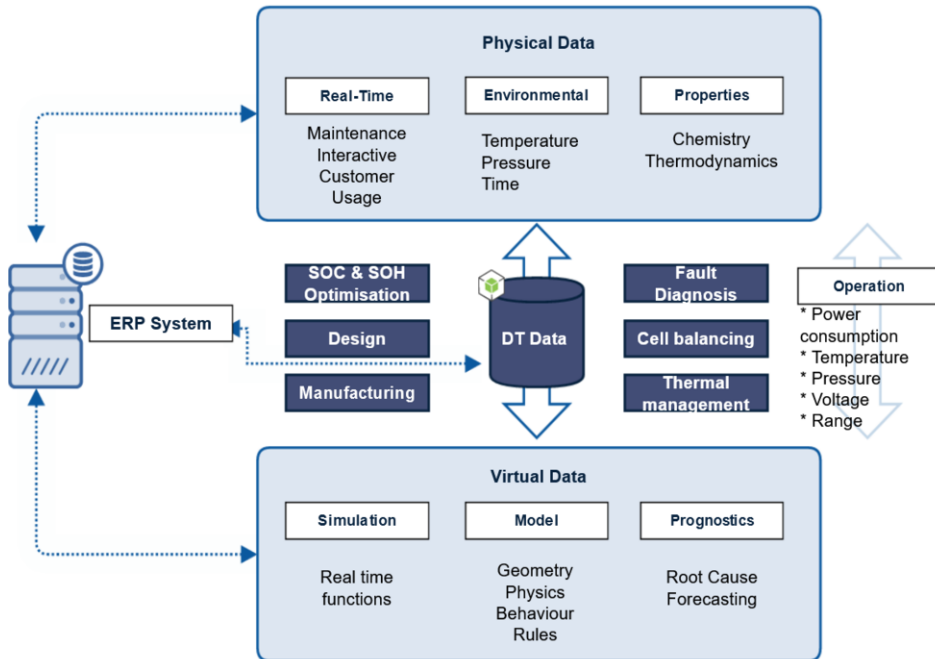 Physical Data
Real-Time
Maintenance
Interactive
Customer
Usage
Environmental
Temperature
Pressure
Time
Properties
Chemistry
Thermodynamics
ERP System
SOC & SOH
Optimisation
Design
Manufacturing
DT Data
Fault
Diagnosis
Cell balancing
Thermal
management
Operation
* Power
consumption
* Temperature
* Pressure
* Voltage
* Range
Virtual Data
Simulation
Real time
functions
Model
Geometry
Physics
Behaviour
Rules
Prognostics
Root Cause
Forecasting